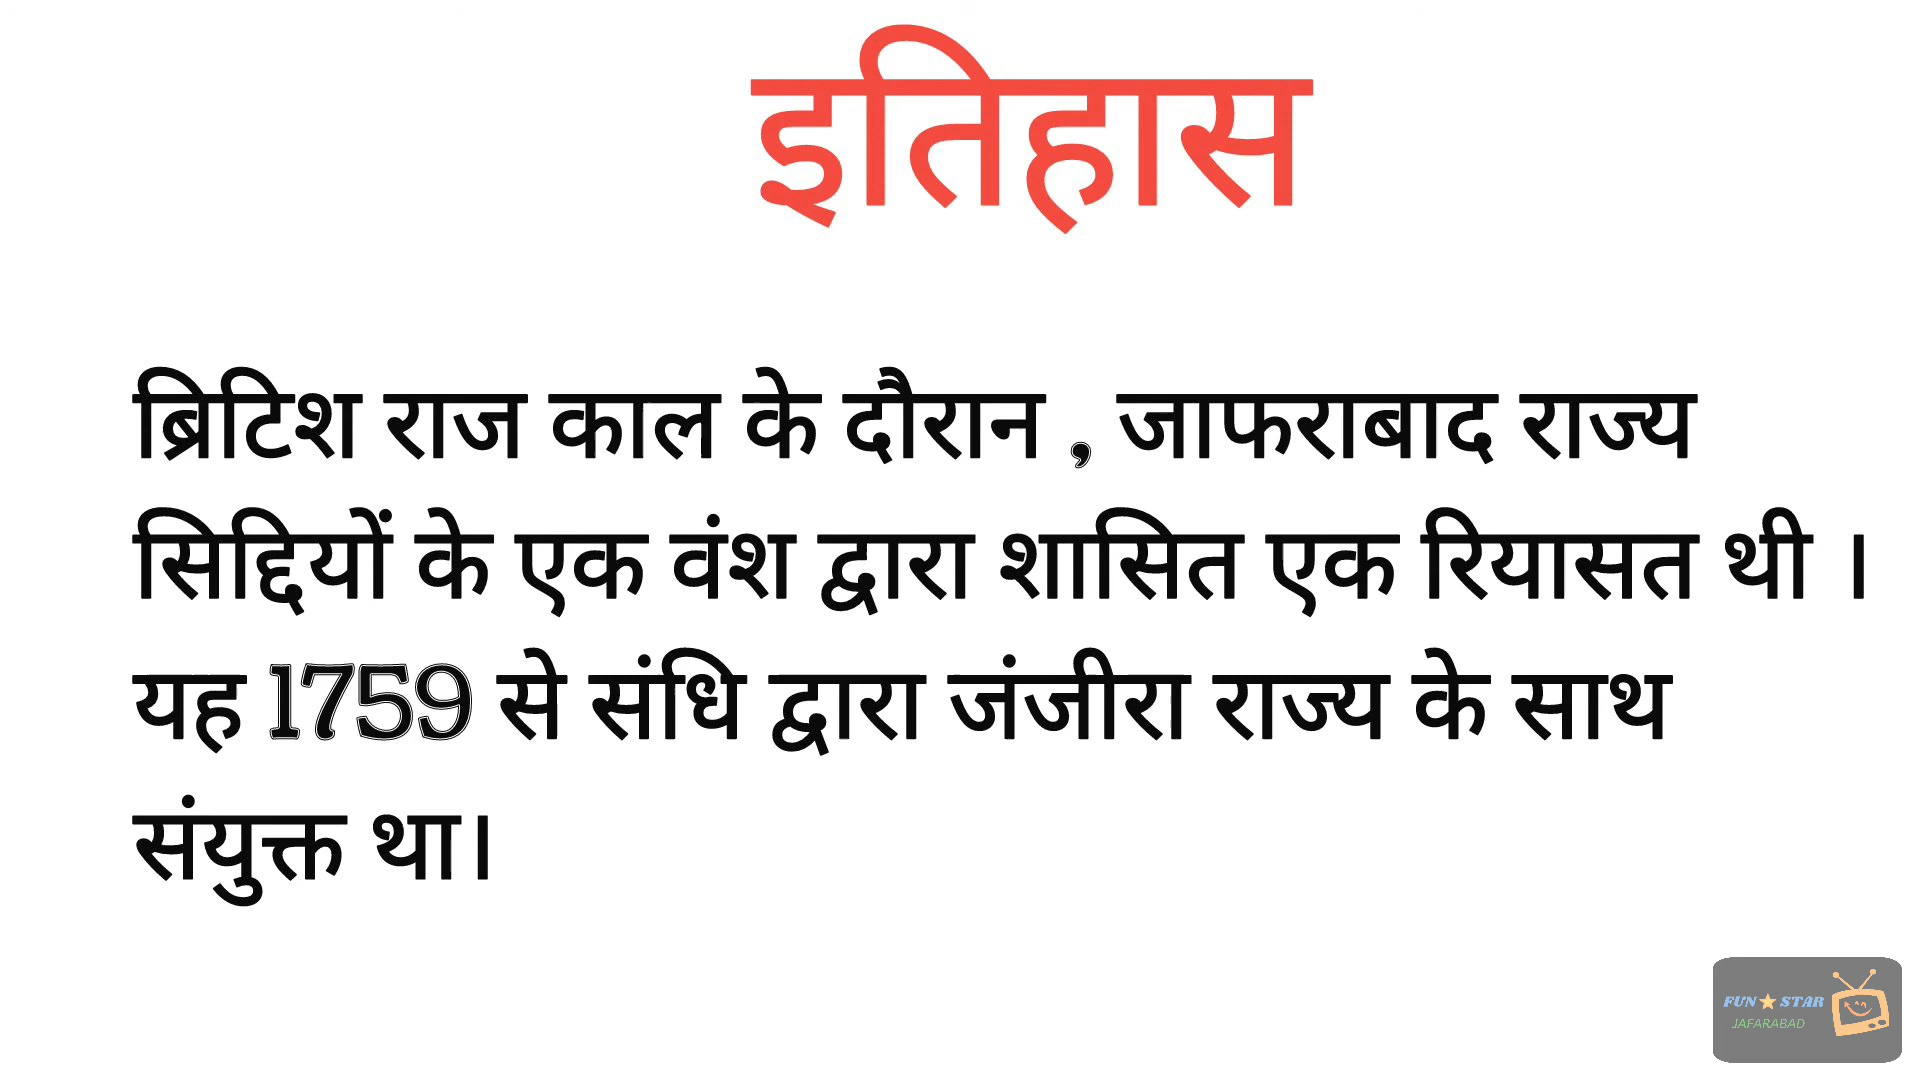 इतिहास
ब्रिटिश राज काल के दौरान , जाफराबाद राज्य
सिद्दियों के एक वंश द्वारा शासित एक रियासत थी ।
यह 1759 से संधि द्वारा जंजीरा राज्य के साथ
संयुक्त था।
FUN STAR
JAFARABAD